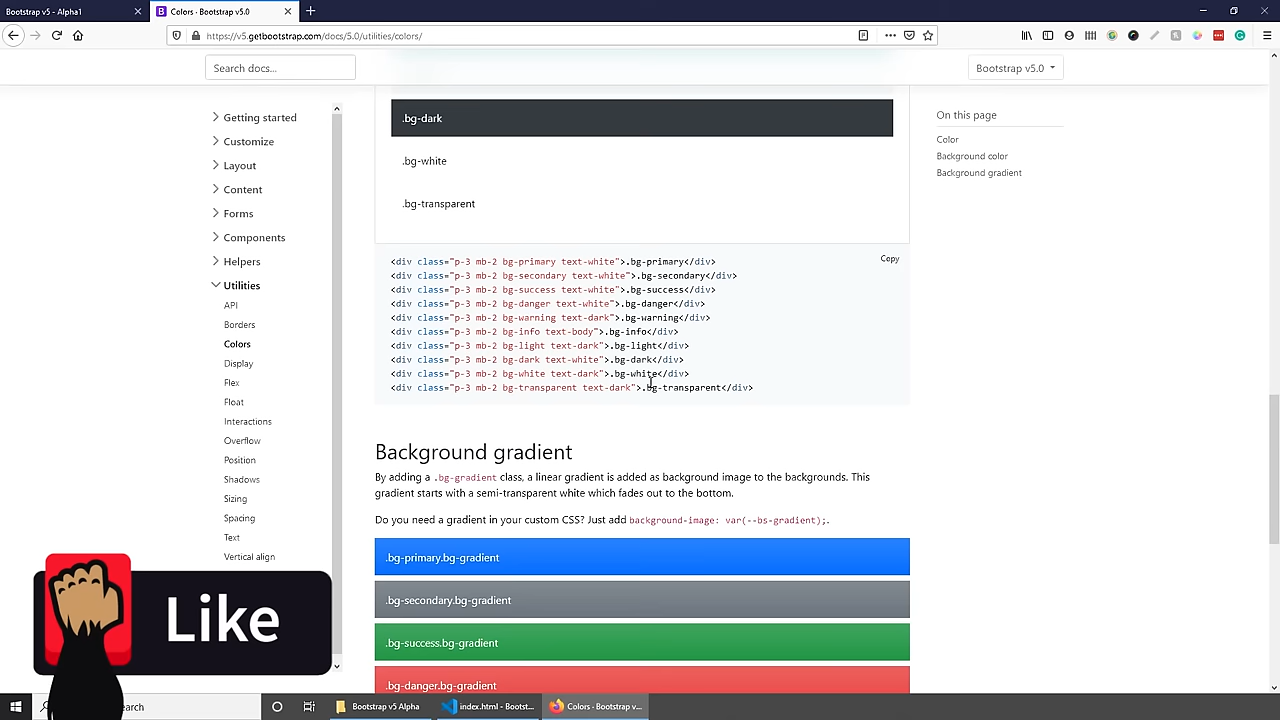 Bootstrap v5 - Alpha1
Colors · Bootstrap v5.0
https://v5.getbootstrap.com/docs/5.0/utilities/colors/
Search docs...
Bootstrap v5.0
Getting started
Customize
Layout
Content
Forms
Components
Helpers
Utilities
API
Borders
Colors
Display
Flex
Float
Interactions
Overflow
Position
Shadows
Sizing
Spacing
Text
Vertical align
.bg-dark
.bg-white
.bg-transparent
Copy
<div class="p-3 mb-2 bg-primary text-white">.bg-primary</div>
<div class="p-3 mb-2 bg-secondary text-white">.bg-secondary</div>
<div class="p-3 mb-2 bg-success text-white">.bg-success</div>
<div class="p-3 mb-2 bg-danger text-white">.bg-danger</div>
<div class="p-3 mb-2 bg-warning text-dark">.bg-warning</div>
<div class="p-3 mb-2 bg-info text-body">.bg-info</div>
<div class="p-3 mb-2 bg-light text-dark">.bg-light</div>
<div class="p-3 mb-2 bg-dark text-white">.bg-dark</div>
<div class="p-3 mb-2 bg-white text-dark">.bg-white</div>
<div class="p-3 mb-2 bg-transparent text-dark">.bg-transparent</div>
Background gradient
By adding a .bg-gradient class, a linear gradient is added as background image to the backgrounds. This
gradient starts with a semi-transparent white which fades out to the bottom.
Do you need a gradient in your custom CSS? Just add background-image: var(--bs-gradient);.
.bg-primary.bg-gradient
.bg-secondary.bg-gradient
.bg-success.bg-gradient
.bg-danger.bg-gradient
On this page
Color
Background color
Background gradient
Like
earch
Bootstrap v5 Alpha
index.html - Bootst...
Colors · Bootstrap v...